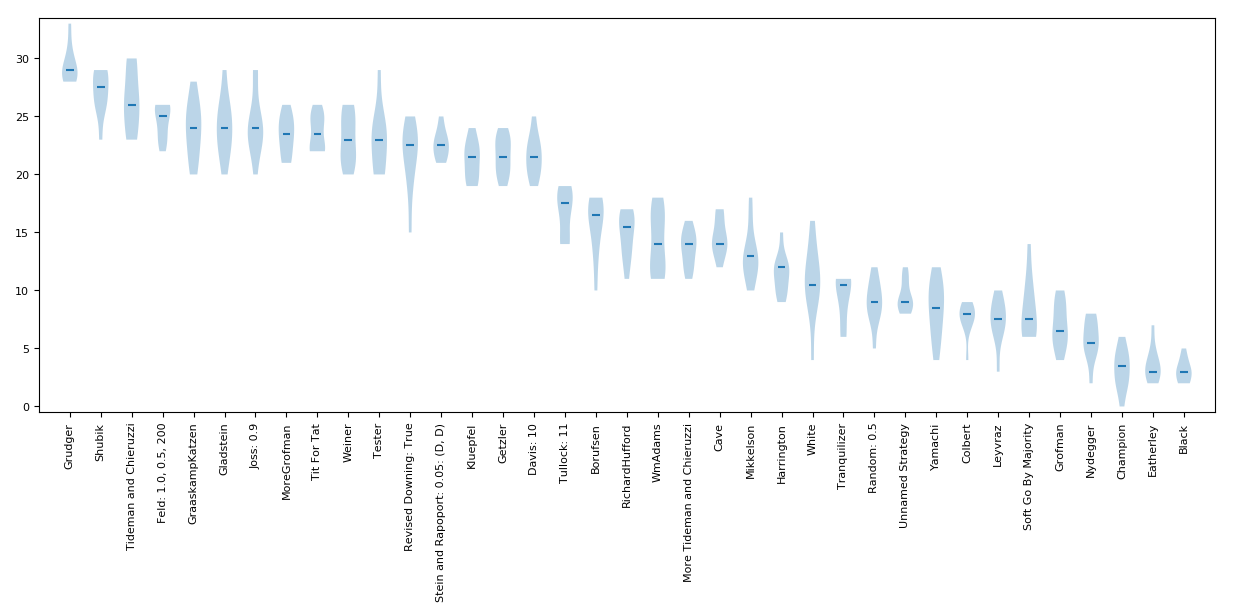 30
25
20
15
10
5
0
Grudger
Shubik
Tideman and Chieruzzi
Feld: 1.0, 0.5, 200
GraaskampKatzen
Gladstein
Joss: 0.9
MoreGrofman
Tit For Tat
Weiner
Tester
Revised Downing: True
Stein and Rapoport: 0.05: (D, D)
Kluepfel
Getzler
Davis: 10
Tullock: 11
Borufsen
RichardHufford
WmAdams
More Tideman and Chieruzzi
Cave
Mikkelson
Harrington
White
Tranquilizer
Random: 0.5
Unnamed Strategy
Yamachi
Colbert
Leyvraz
Soft Go By Majority
Grofman
Nydegger
Champion
Eatherley
Black